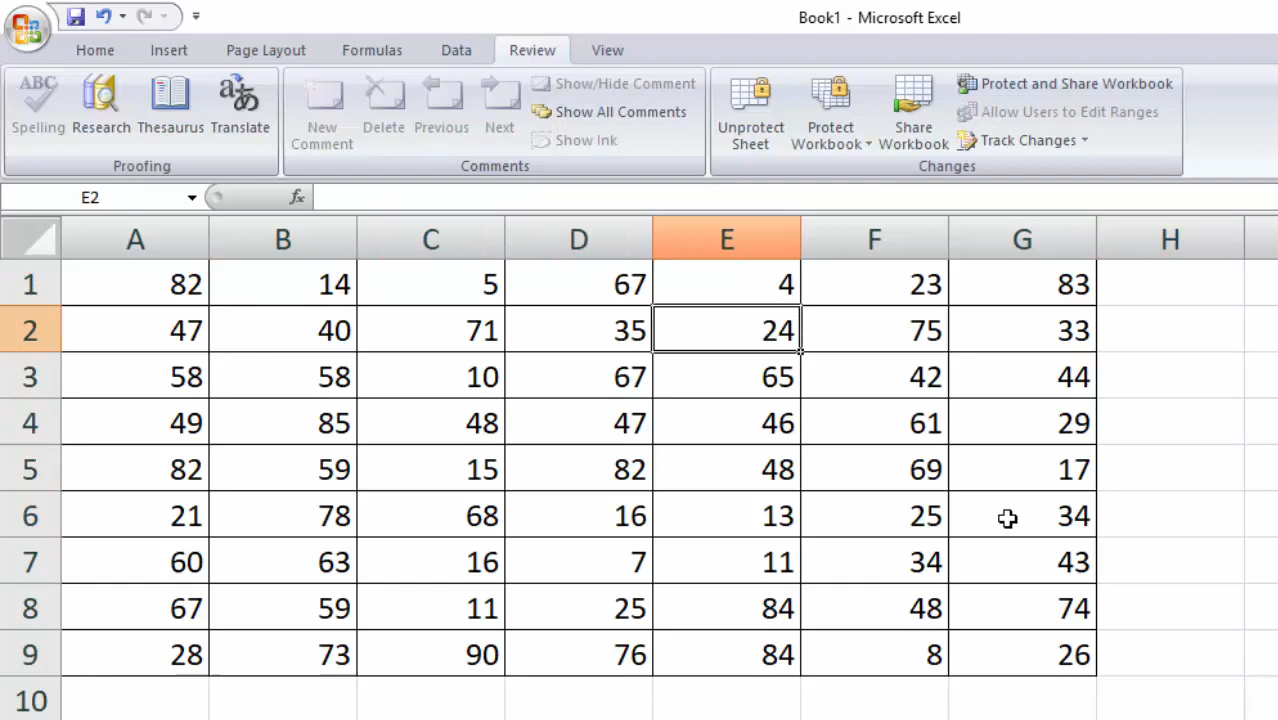 Book1 - Microsoft Excel
Home Insert Page Layout Formulas Data Review View
ABC
Spelling Research Thesaurus Translate
Proofing
New Comment Delete Previous Next
Show/Hide Comment
Show All Comments
Show Ink
Comments
Unprotect Sheet Protect Workbook Share Workbook
Protect and Share Workbook
Allow Users to Edit Ranges
Track Changes
Changes
E2 fx
A B C D E F G H
1 82 14 5 67 4 23 83
2 47 40 71 35 24 75 33
3 58 58 10 67 65 42 44
4 49 85 48 47 46 61 29
5 82 59 15 82 48 69 17
6 21 78 68 16 13 25 34
7 60 63 16 7 11 34 43
8 67 59 11 25 84 48 74
9 28 73 90 76 84 8 26
10